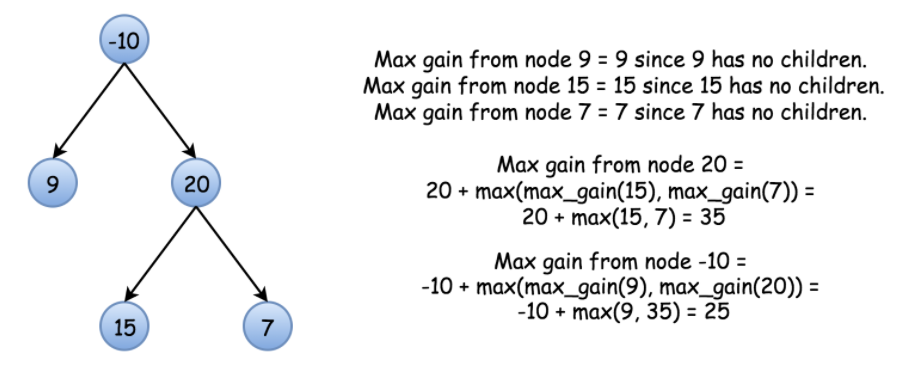 -10
9
20
15
7
Max gain from node 9 = 9 since 9 has no children.
Max gain from node 15 = 15 since 15 has no children.
Max gain from node 7 = 7 since 7 has no children.
Max gain from node 20 =
20 + max(max_gain(15), max_gain(7)) =
20 + max(15, 7) = 35
Max gain from node -10 =
-10 + max(max_gain(9), max_gain(20)) =
-10 + max(9, 35) = 25